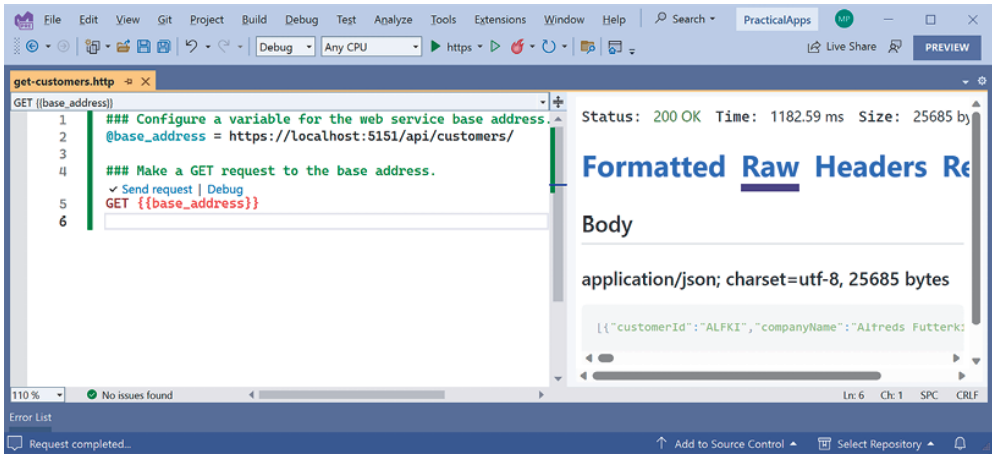 File Edit View Git Project Build Debug Test Analyze Tools Extensions Window Help Search PracticalApps MP
Debug Any CPU https Live Share PREVIEW
get-customers.http
GET {{base_address}}
1 ### Configure a variable for the web service base address.
2 @base_address = https://localhost:5151/api/customers/
3
4 ### Make a GET request to the base address.
Send request | Debug
5 GET {{base_address}}
6
Status: 200 OK Time: 1182.59 ms Size: 25685 by
Formatted Raw Headers Re
Body
application/json; charset=utf-8, 25685 bytes
[{"customerId":"ALFKI","companyName":"Alfreds Futterki
110 % No issues found Ln: 6 Ch: 1 SPC CRLF
Error List
Request completed... Add to Source Control Select Repository